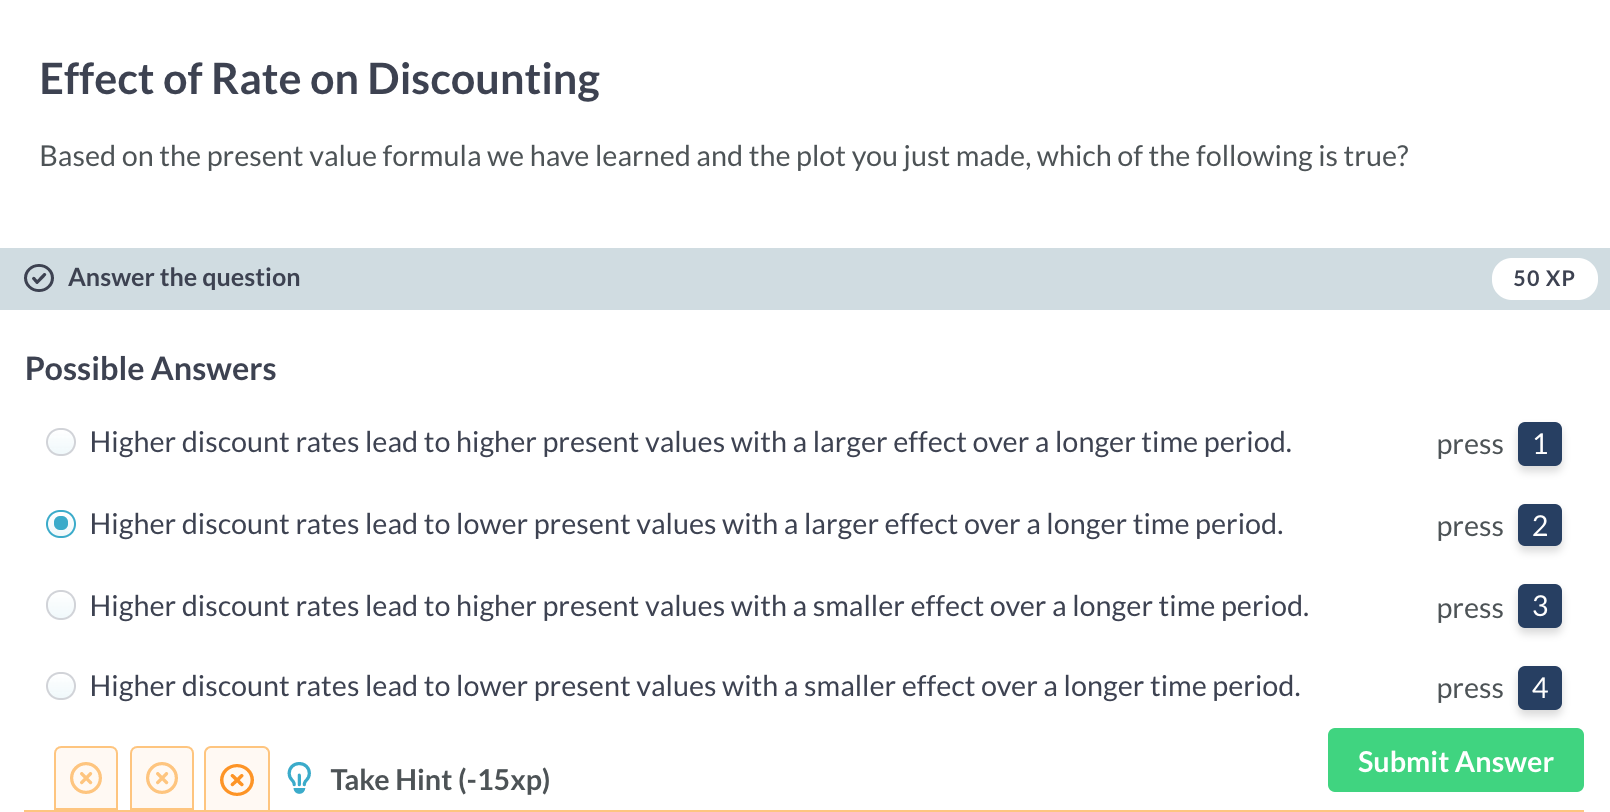 Effect of Rate on Discounting
Based on the present value formula we have learned and the plot you just made, which of the following is true?
Answer the question
50 XP
Possible Answers
Higher discount rates lead to higher present values with a larger effect over a longer time period.
press 1
Higher discount rates lead to lower present values with a larger effect over a longer time period.
press 2
Higher discount rates lead to higher present values with a smaller effect over a longer time period.
press 3
Higher discount rates lead to lower present values with a smaller effect over a longer time period.
press 4
Take Hint (-15xp)
Submit Answer